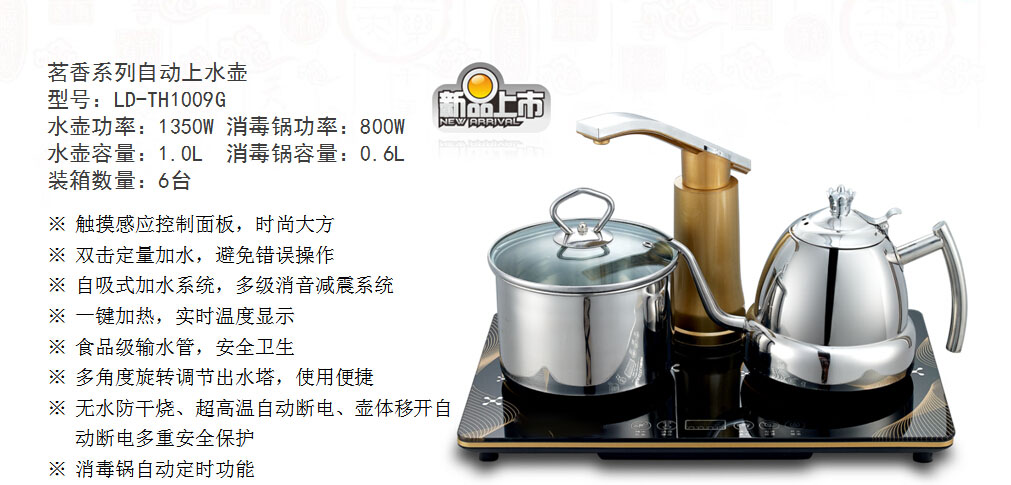 茗香系列自动上水壶
型号：LD-TH1009G
水壶功率：1350W 消毒锅功率：800W
水壶容量：1.0L 消毒锅容量：0.6L
装箱数量：6台
※ 触摸感应控制面板，时尚大方
※ 双击定量加水，避免错误操作
※ 自吸式加水系统，多级消音减震系统
※ 一键加热，实时温度显示
※ 食品级输水管，安全卫生
※ 多角度旋转调节出水塔，使用便捷
※ 无水防干烧、超高温自动断电、壶体移开自
动断电多重安全保护
※ 消毒锅自动定时功能
新品上市
NEW ARRIVAL